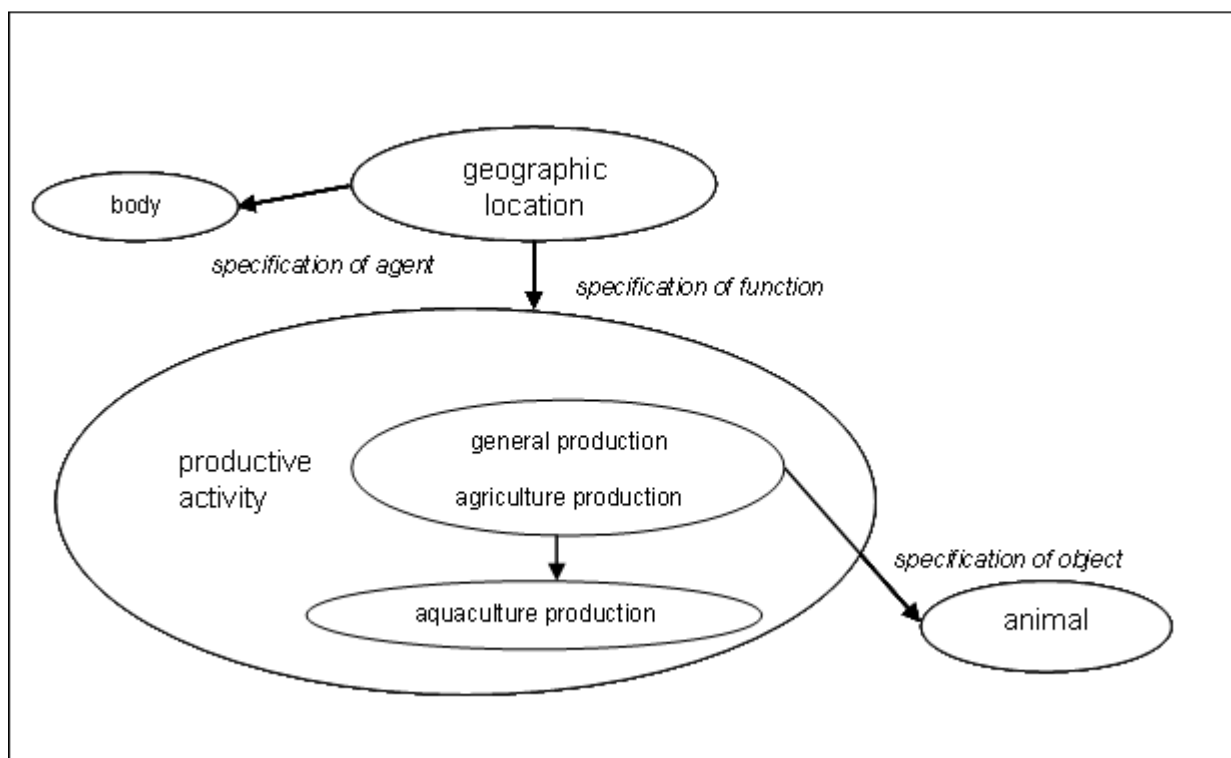 geographic
location
body
specification of agent
specification of function
productive
activity
general production
agriculture production
aquaculture production
specification of object
animal